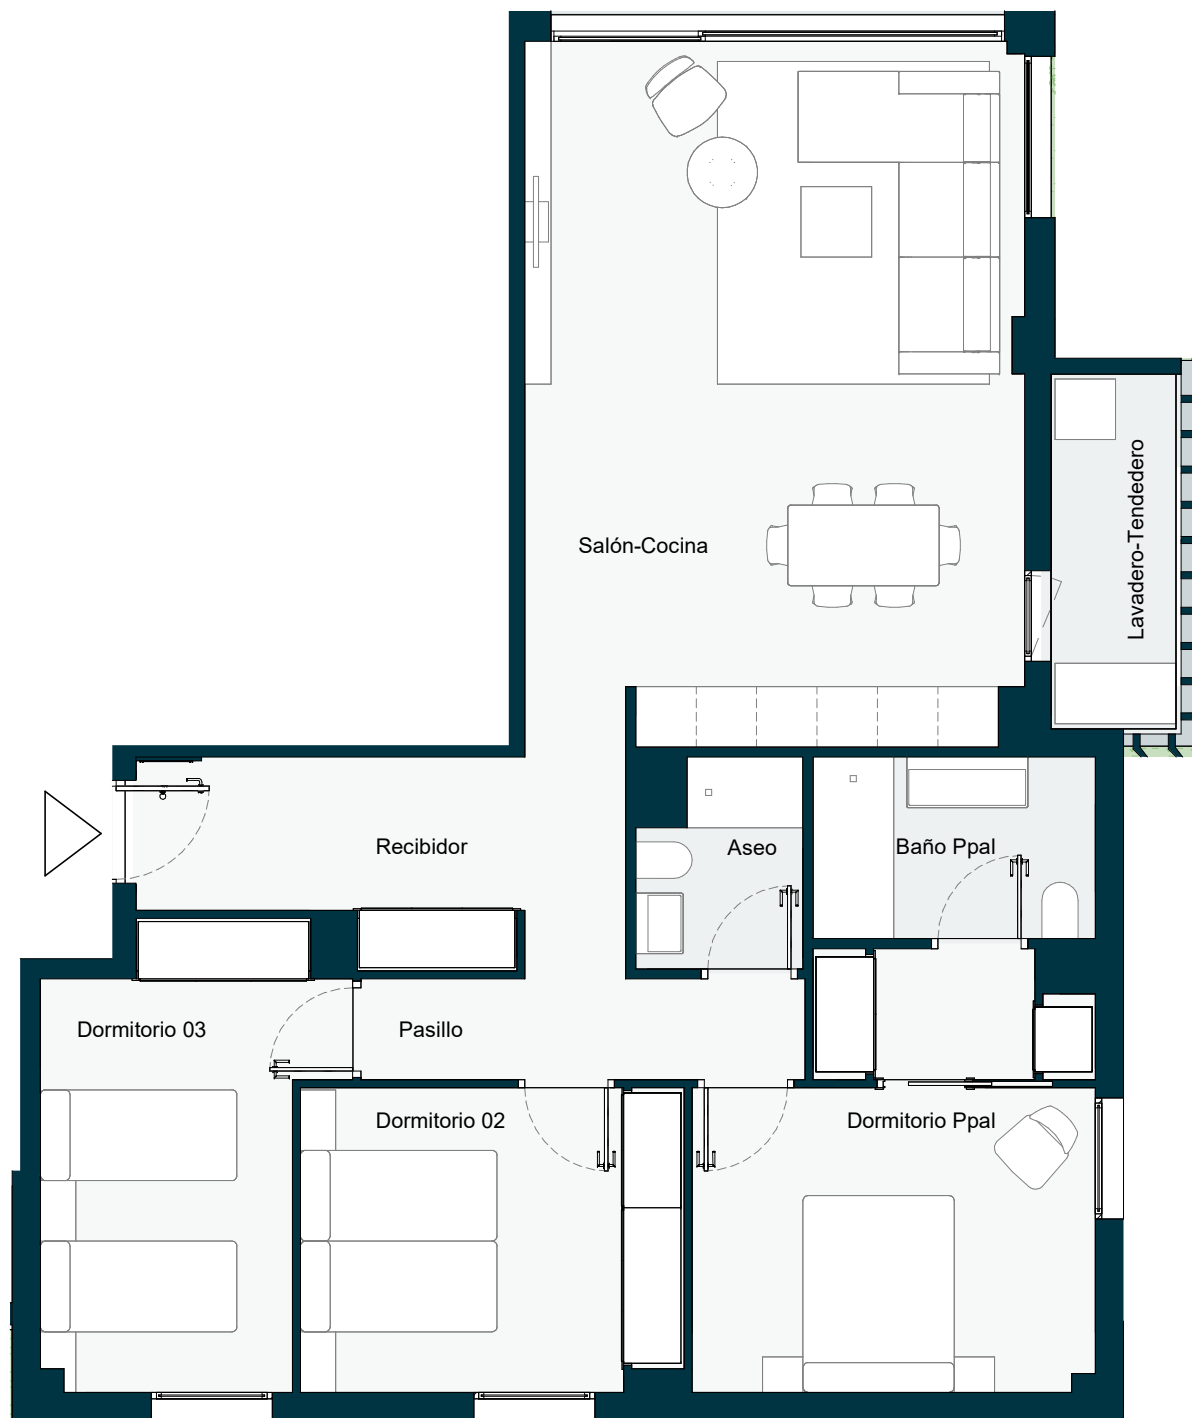 Lavadero-Tendedero
Salón-Cocina
Recibidor
Aseo
Baño Ppal
Dormitorio 03
Pasillo
Dormitorio 02
Dormitorio Ppal